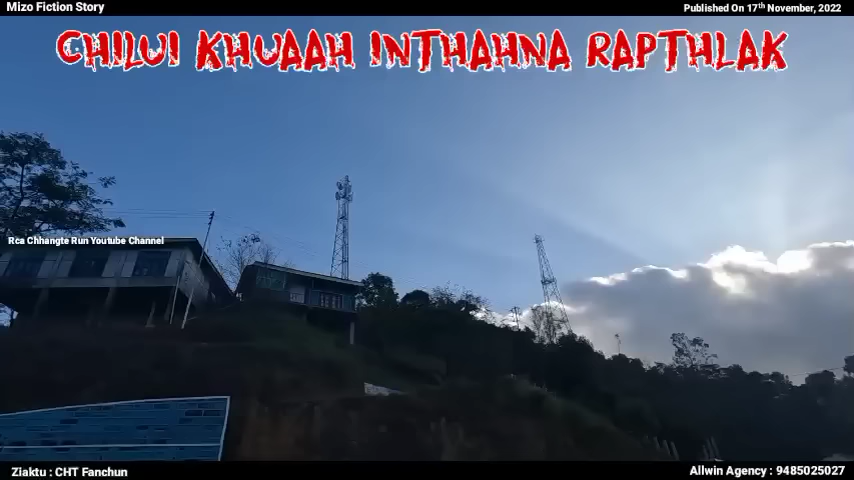 Mizo Fiction Story
Published On 17th November, 2022
CHILUI KHUAAH INTHAHNA RAPTHLAK
Rca Chhangte Run Youtube Channel
Ziaktu : CHT Fanchun
Allwin Agency : 9485025027